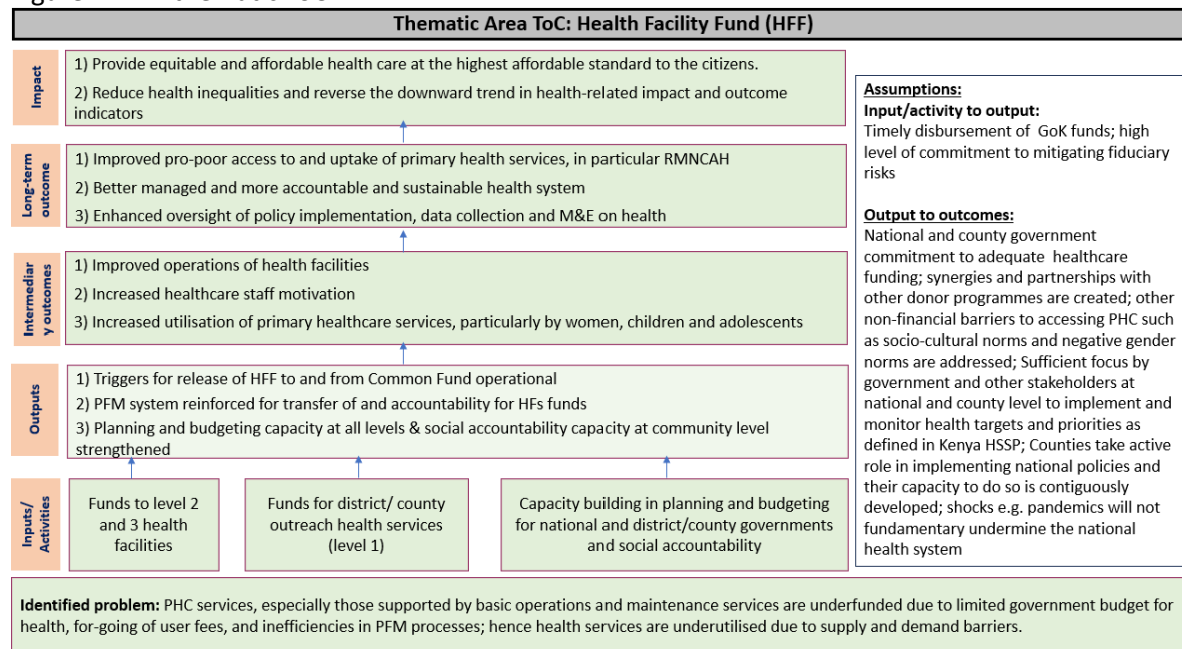 Thematic Area ToC: Health Facility Fund (HFF)
Impact
1) Provide equitable and affordable health care at the highest affordable standard to the citizens.
2) Reduce health inequalities and reverse the downward trend in health-related impact and outcome
indicators
Long-term
outcome
1) Improved pro-poor access to and uptake of primary health services, in particular RMNCAH
2) Better managed and more accountable and sustainable health system
3) Enhanced oversight of policy implementation, data collection and M&E on health
Intermediar
y outcomes
1) Improved operations of health facilities
2) Increased healthcare staff motivation
3) Increased utilisation of primary healthcare services, particularly by women, children and adolescents
Outputs
1) Triggers for release of HFF to and from Common Fund operational
2) PFM system reinforced for transfer of and accountability for HFs funds
3) Planning and budgeting capacity at all levels & social accountability capacity at community level
strengthened
Inputs/
Activities
Funds to level 2
and 3 health
facilities
Funds for district/ county
outreach health services
(level 1)
Capacity building in planning and budgeting
for national and district/county governments
and social accountability
Assumptions:
Input/activity to output:
Timely disbursement of GoK funds; high
level of commitment to mitigating fiduciary
risks
Output to outcomes:
National and county government
commitment to adequate healthcare
funding; synergies and partnerships with
other donor programmes are created; other
non-financial barriers to accessing PHC such
as socio-cultural norms and negative gender
norms are addressed; Sufficient focus by
government and other stakeholders at
national and county level to implement and
monitor health targets and priorities as
defined in Kenya HSSP; Counties take active
role in implementing national policies and
their capacity to do so is contiguously
developed; shocks e.g. pandemics will not
fundamentary undermine the national
health system
Identified problem: PHC services, especially those supported by basic operations and maintenance services are underfunded due to limited government budget for
health, for-going of user fees, and inefficiencies in PFM processes; hence health services are underutilised due to supply and demand barriers.